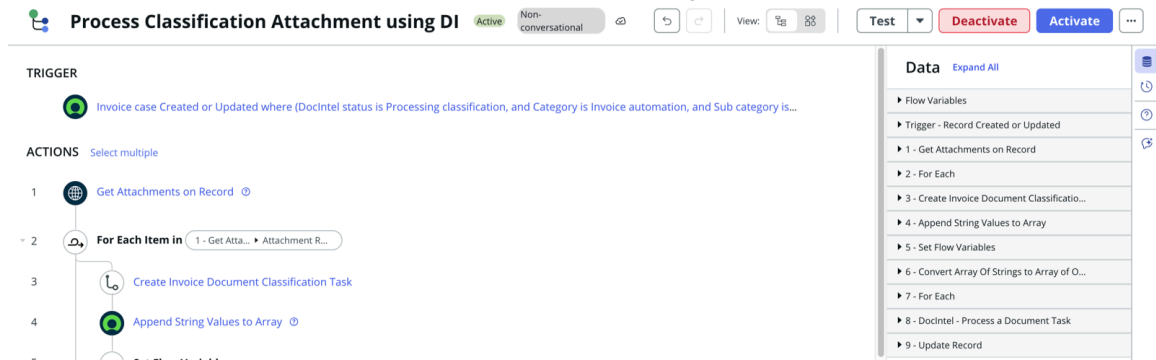 Process Classification Attachment using DI
Active
Non-
conversational
View:
Test
Deactivate
Activate
TRIGGER
Invoice case Created or Updated where (DocIntel status is Processing classification, and Category is Invoice automation, and Sub category is...
ACTIONS Select multiple
1 Get Attachments on Record
2 For Each Item in 1 - Get Atta... Attachment R...
3 Create Invoice Document Classification Task
4 Append String Values to Array
Data Expand All
Flow Variables
Trigger - Record Created or Updated
1 - Get Attachments on Record
2 - For Each
3 - Create Invoice Document Classificatio...
4 - Append String Values to Array
5 - Set Flow Variables
6 - Convert Array Of Strings to Array of O...
7 - For Each
8 - DocIntel - Process a Document Task
9 - Update Record